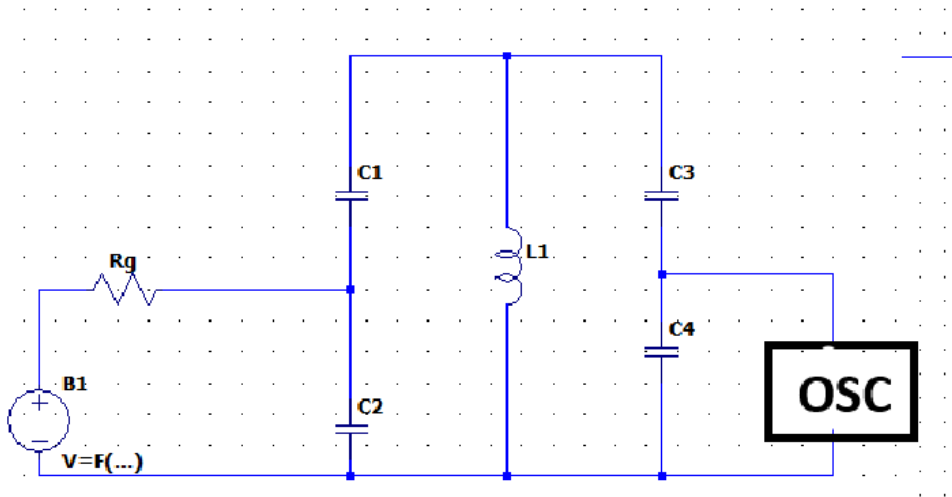 C1
C3
Rg
L1
C4
B1
OSC
C2
V=F(...)